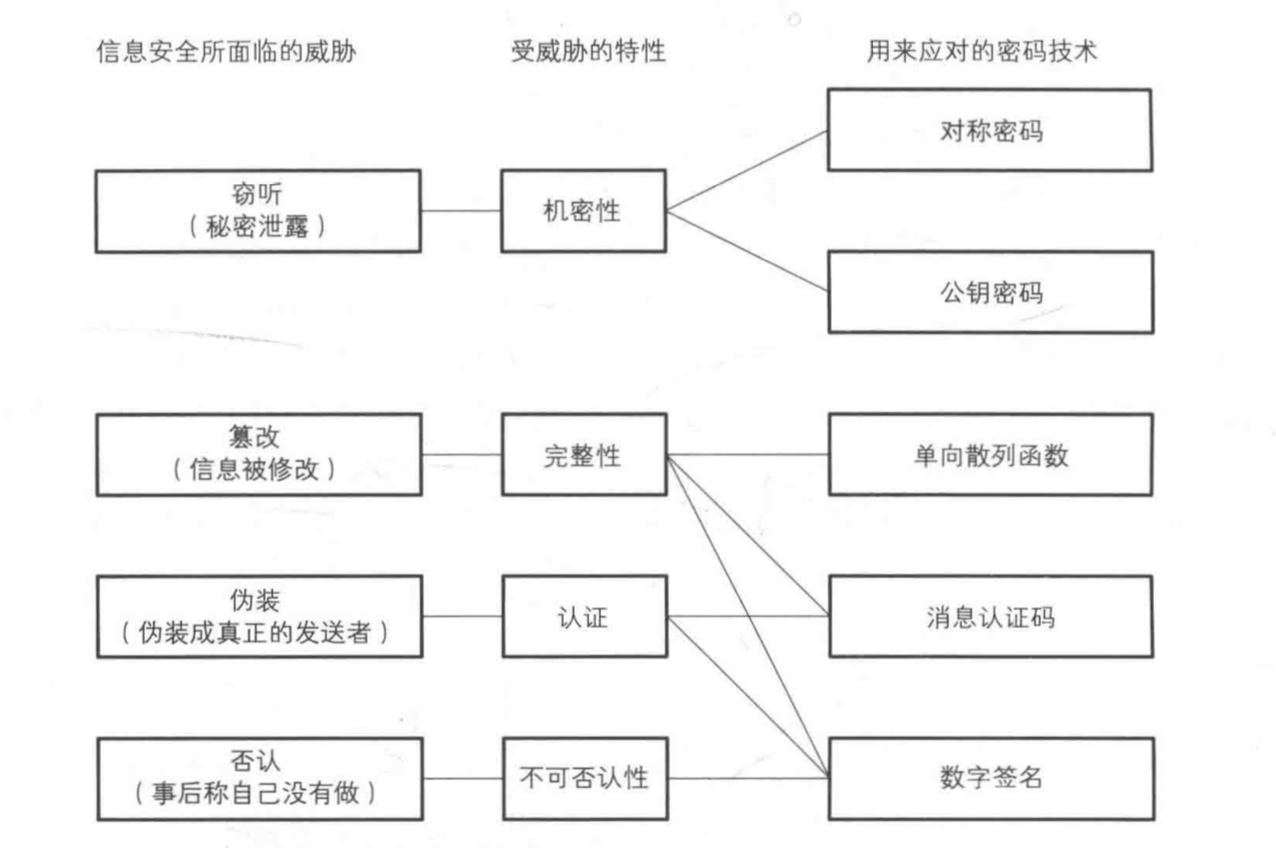 信息安全所面临的威胁
受威胁的特性
用来应对的密码技术
对称密码
窃听
（秘密泄露）
机密性
公钥密码
篡改
（信息被修改）
完整性
单向散列函数
伪装
（伪装成真正的发送者）
认证
消息认证码
否认
（事后称自己没有做）
不可否认性
数字签名